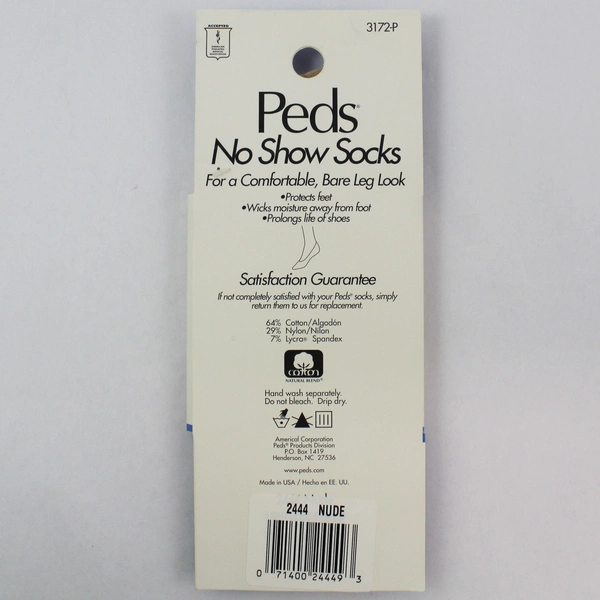 ACCEPTED
3172-P
Peds®
No Show Socks
For a Comfortable, Bare Leg Look
•Protects feet
•Wicks moisture away from foot
•Prolongs life of shoes
Satisfaction Guarantee
If not completely satisfied with your Peds® socks, simply
return them to us for replacement.
64% Cotton/Algodón
29% Nylon/Nilon
7% Lycra® Spandex
cotton
NATURAL BLEND™
Hand wash separately.
Do not bleach. Drip dry.
Americal Corporation
Peds® Products Division
P.O. Box 1419
Henderson, NC 27536
www.peds.com
Made in USA / Hecho en EE. UU.
2444 NUDE
0 71400 24449 3